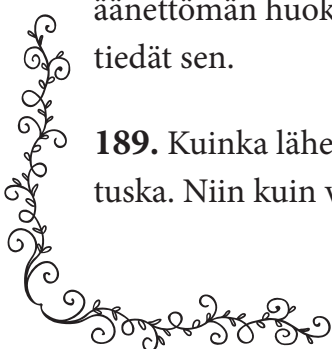 äänettömän huok
tiedät sen.
189. Kuinka lähe
tuska. Niin kuin v